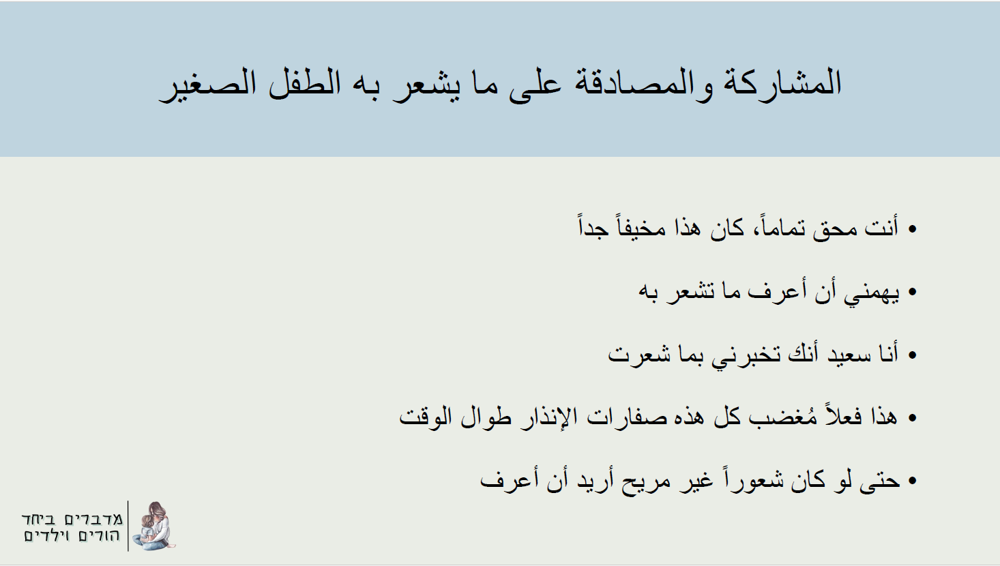 المشاركة والمصادقة على ما يشعر به الطفل الصغير
• أنت محق تماماً، كان هذا مخيفاً جداً
• يهمني أن أعرف ما تشعر به
• أنا سعيد أنك تخبرني بما شعرت
• هذا فعلاً مُغضب كل هذه صفارات الإنذار طوال الوقت
• حتى لو كان شعوراً غير مريح أريد أن أعرف
מדברים ביחד
הורים וילדים